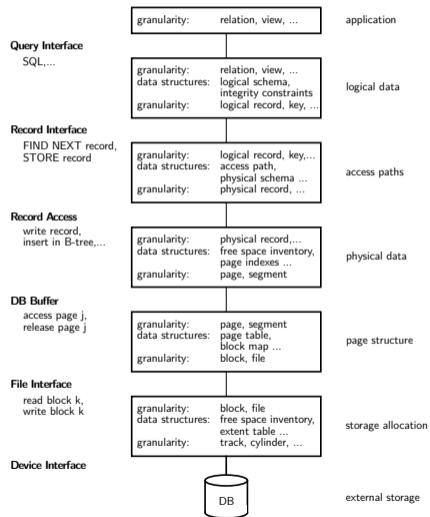 granularity: relation, view, ... application
Query Interface
SQL,...
granularity: relation, view, ...
data structures: logical schema, logical data
integrity constraints
granularity: logical record, key, ...
Record Interface
FIND NEXT record,
STORE record
granularity: logical record, key,...
data structures: access path, access paths
physical schema ...
granularity: physical record, ...
Record Access
write record,
insert in B-tree,...
granularity: physical record,...
data structures: free space inventory, physical data
page indexes ...
granularity: page, segment
DB Buffer
access page j,
release page j
granularity: page, segment
data structures: page table, page structure
block map ...
granularity: block, file
File Interface
read block k,
write block k
granularity: block, file
data structures: free space inventory, storage allocation
extent table ...
granularity: track, cylinder, ...
Device Interface
DB external storage